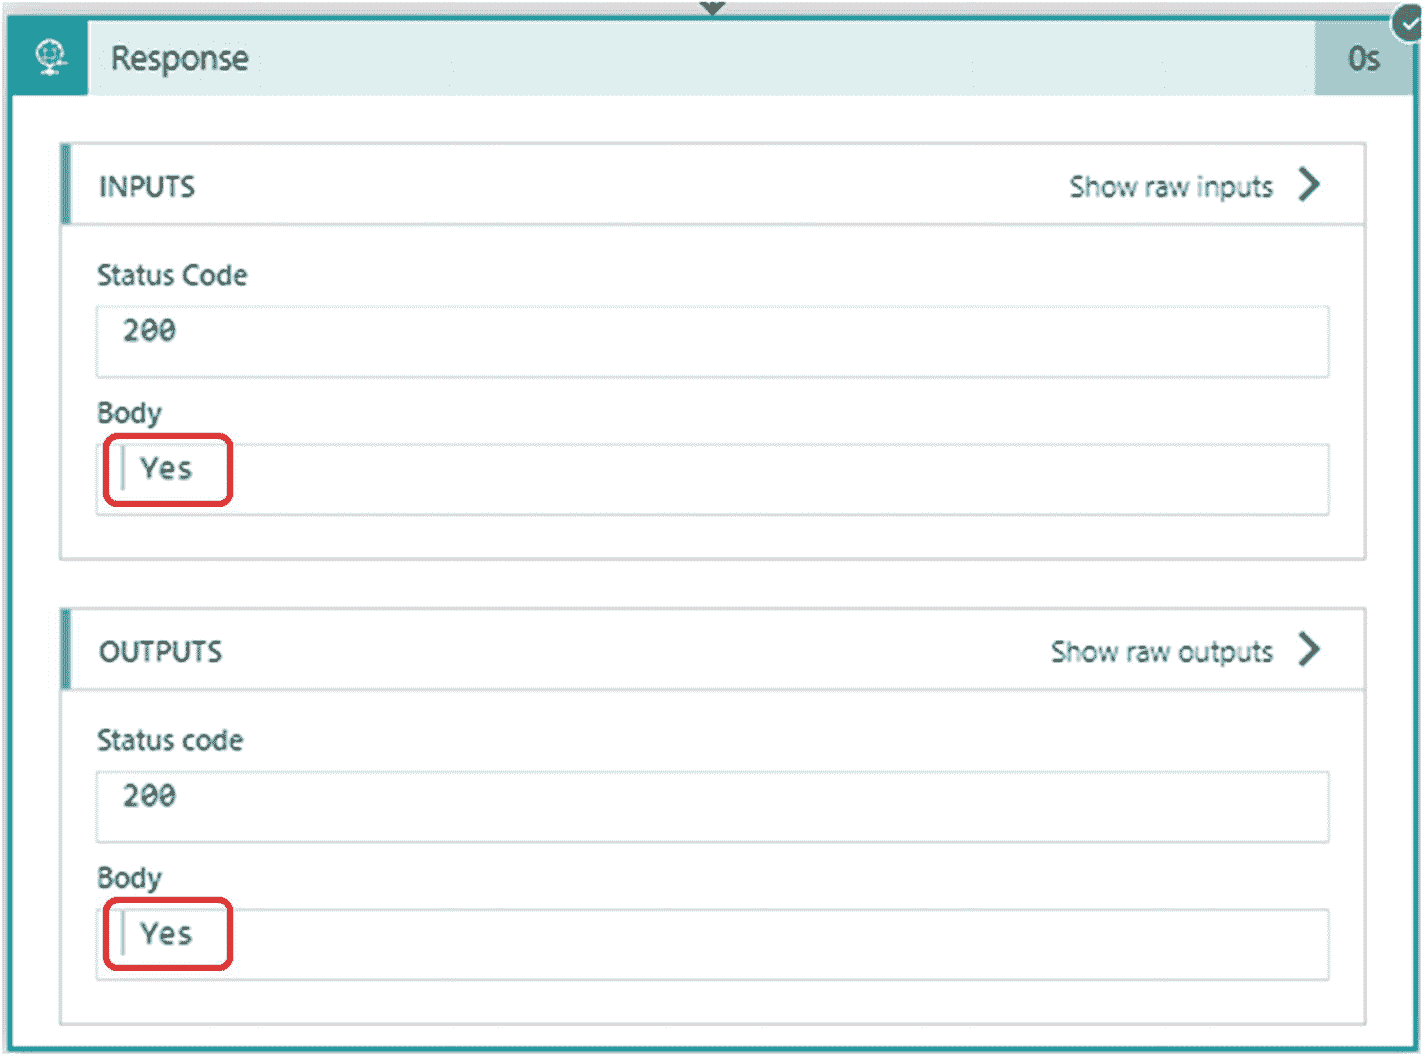 Response
0s
INPUTS
Show raw inputs
Status Code
200
Body
Yes
OUTPUTS
Show raw outputs
Status code
200
Body
Yes